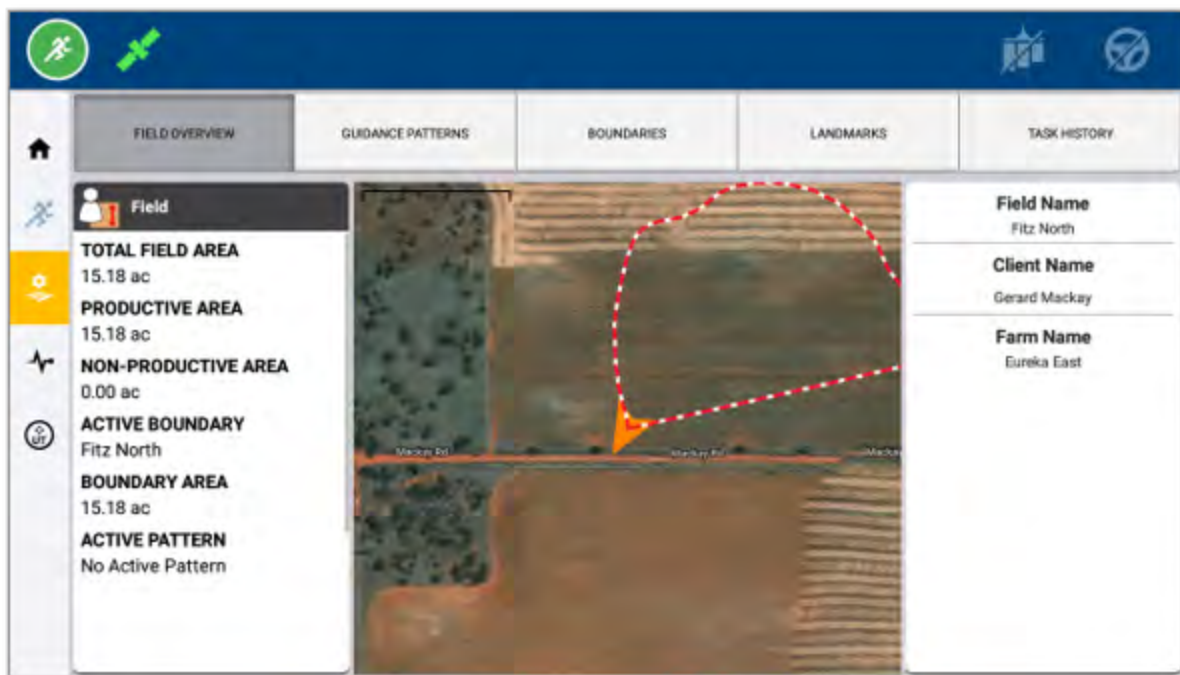 FIELD OVERVIEW
GUIDANCE PATTERNS
BOUNDARIES
LANDMARKS
TASK HISTORY
Field
TOTAL FIELD AREA
15.18 ac
PRODUCTIVE AREA
15.18 ac
NON-PRODUCTIVE AREA
0.00 ac
ACTIVE BOUNDARY
Fitz North
BOUNDARY AREA
15.18 ac
ACTIVE PATTERN
No Active Pattern
UT
Mackay Rd
Mackay Rd
Mackay
Field Name
Fitz North
Client Name
Gerard Mackay
Farm Name
Eureka East